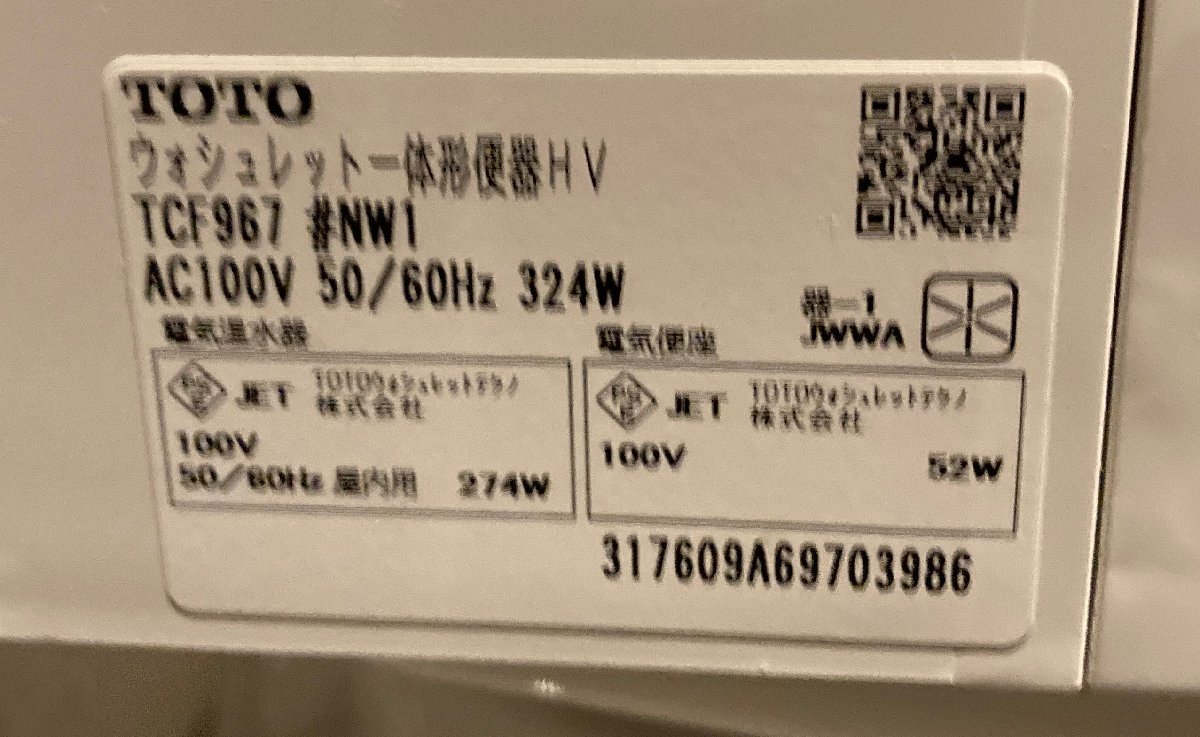 TOTO
ウォシュレット一体形便器HV
TCF967 #NW1
AC100V 50/60Hz 324W
器-1
JWWA
電気温水器
PSE JET TOTOウォシュレットテクノ
株式会社
100V
50/60Hz 屋内用 274W
電気便座
PSE JET TOTOウォシュレットテクノ
株式会社
100V 52W
317609A69703986